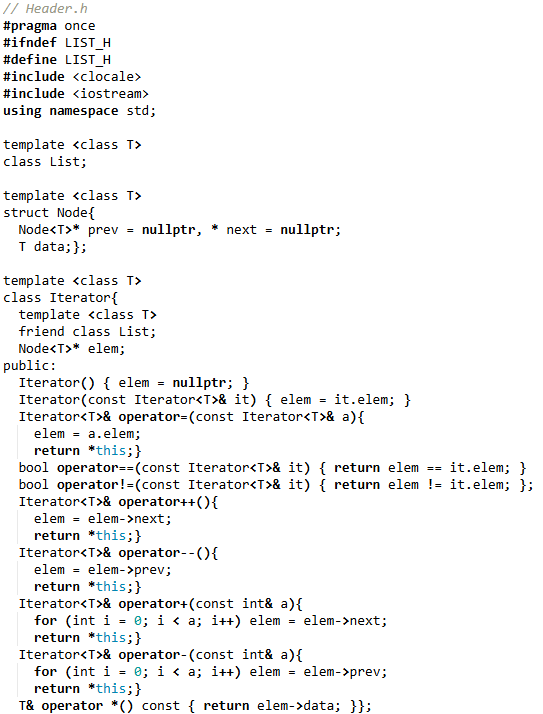 // Header.h
#pragma once
#ifndef LIST_H
#define LIST_H
#include <clocale>
#include <iostream>
using namespace std;

template <class T>
class List;

template <class T>
struct Node{
  Node<T>* prev = nullptr, * next = nullptr;
  T data;};

template <class T>
class Iterator{
  template <class T>
  friend class List;
  Node<T>* elem;
public:
  Iterator() { elem = nullptr; }
  Iterator(const Iterator<T>& it) { elem = it.elem; }
  Iterator<T>& operator=(const Iterator<T>& a){
    elem = a.elem;
    return *this;}
  bool operator==(const Iterator<T>& it) { return elem == it.elem; }
  bool operator!=(const Iterator<T>& it) { return elem != it.elem; };
  Iterator<T>& operator++(){
    elem = elem->next;
    return *this;}
  Iterator<T>& operator--(){
    elem = elem->prev;
    return *this;}
  Iterator<T>& operator+(const int& a){
    for (int i = 0; i < a; i++) elem = elem->next;
    return *this;}
  Iterator<T>& operator-(const int& a){
    for (int i = 0; i < a; i++) elem = elem->prev;
    return *this;}
  T& operator *() const { return elem->data; }};